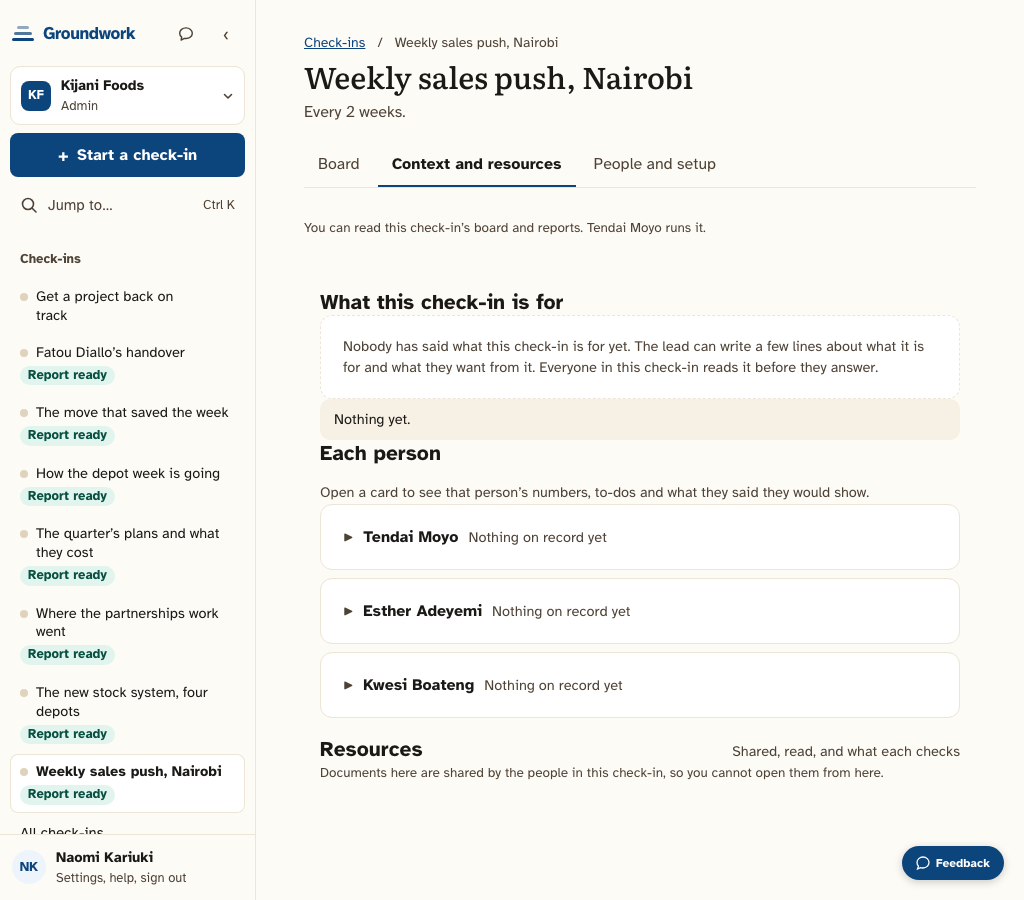 Groundwork
KF
Kijani Foods
Admin
+ Start a check-in
Jump to...
Ctrl K
Check-ins
Get a project back on
track
Fatou Diallo’s handover
Report ready
The move that saved the week
Report ready
How the depot week is going
Report ready
The quarter’s plans and what
they cost
Report ready
Where the partnerships work
went
Report ready
The new stock system, four
depots
Report ready
Weekly sales push, Nairobi
Report ready
All check-ins
NK
Naomi Kariuki
Settings, help, sign out
Check-ins / Weekly sales push, Nairobi
Weekly sales push, Nairobi
Every 2 weeks.
Board
Context and resources
People and setup
You can read this check-in’s board and reports. Tendai Moyo runs it.
What this check-in is for
Nobody has said what this check-in is for yet. The lead can write a few lines about what it is
for and what they want from it. Everyone in this check-in reads it before they answer.
Nothing yet.
Each person
Open a card to see that person’s numbers, to-dos and what they said they would show.
Tendai Moyo Nothing on record yet
Esther Adeyemi Nothing on record yet
Kwesi Boateng Nothing on record yet
Resources
Shared, read, and what each checks
Documents here are shared by the people in this check-in, so you cannot open them from here.
Feedback